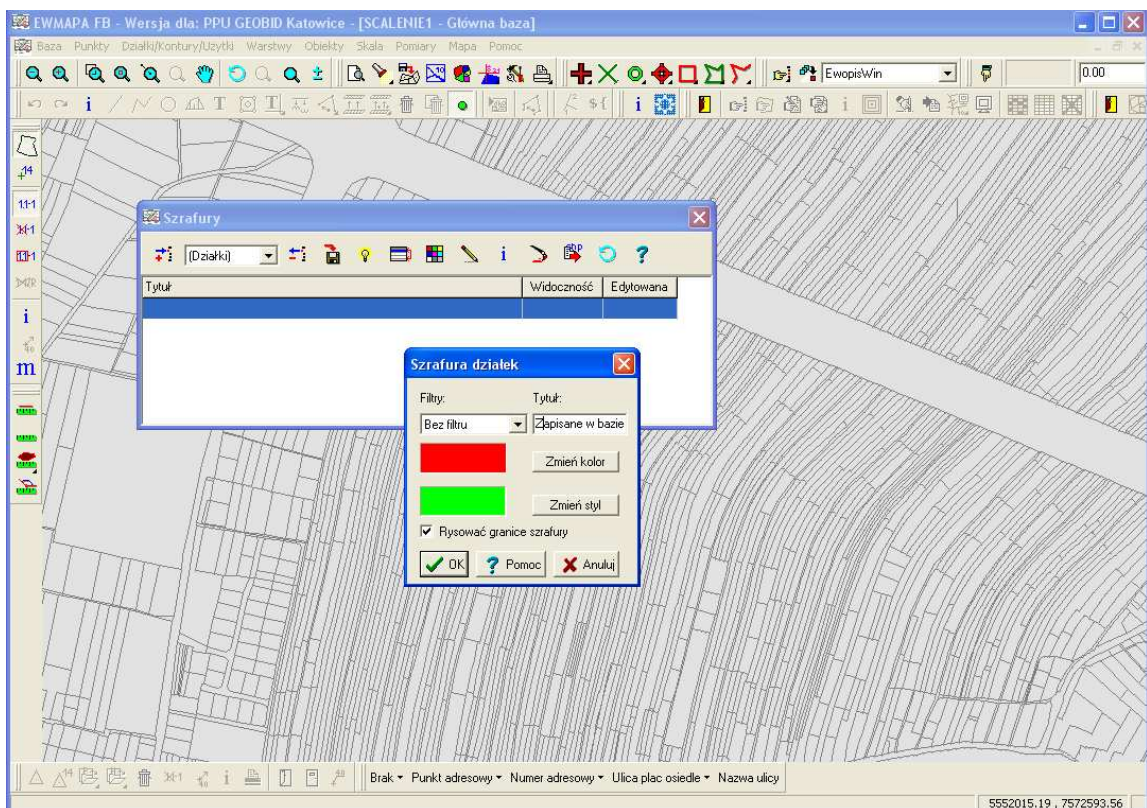 EWMAPA FB - Wersja dla: PPU GEOBID Katowice - [SCALENIE1 - Główna baza]
Baza Punkty Działki/Kontury/Użytki Warstwy Obiekty Skala Pomiary Mapa Pomoc
EwopisWin 0.00
Szrafury
(Działki)
Tytuł Widoczność Edytowana
Szrafura działek
Filtry: Tytuł:
Bez filtru Zapisane w bazie
Zmień kolor
Zmień styl
Rysować granice szrafury
OK Pomoc Anuluj
Brak Punkt adresowy Numer adresowy Ulica plac osiedle Nazwa ulicy
5552015.19 , 7572593.56